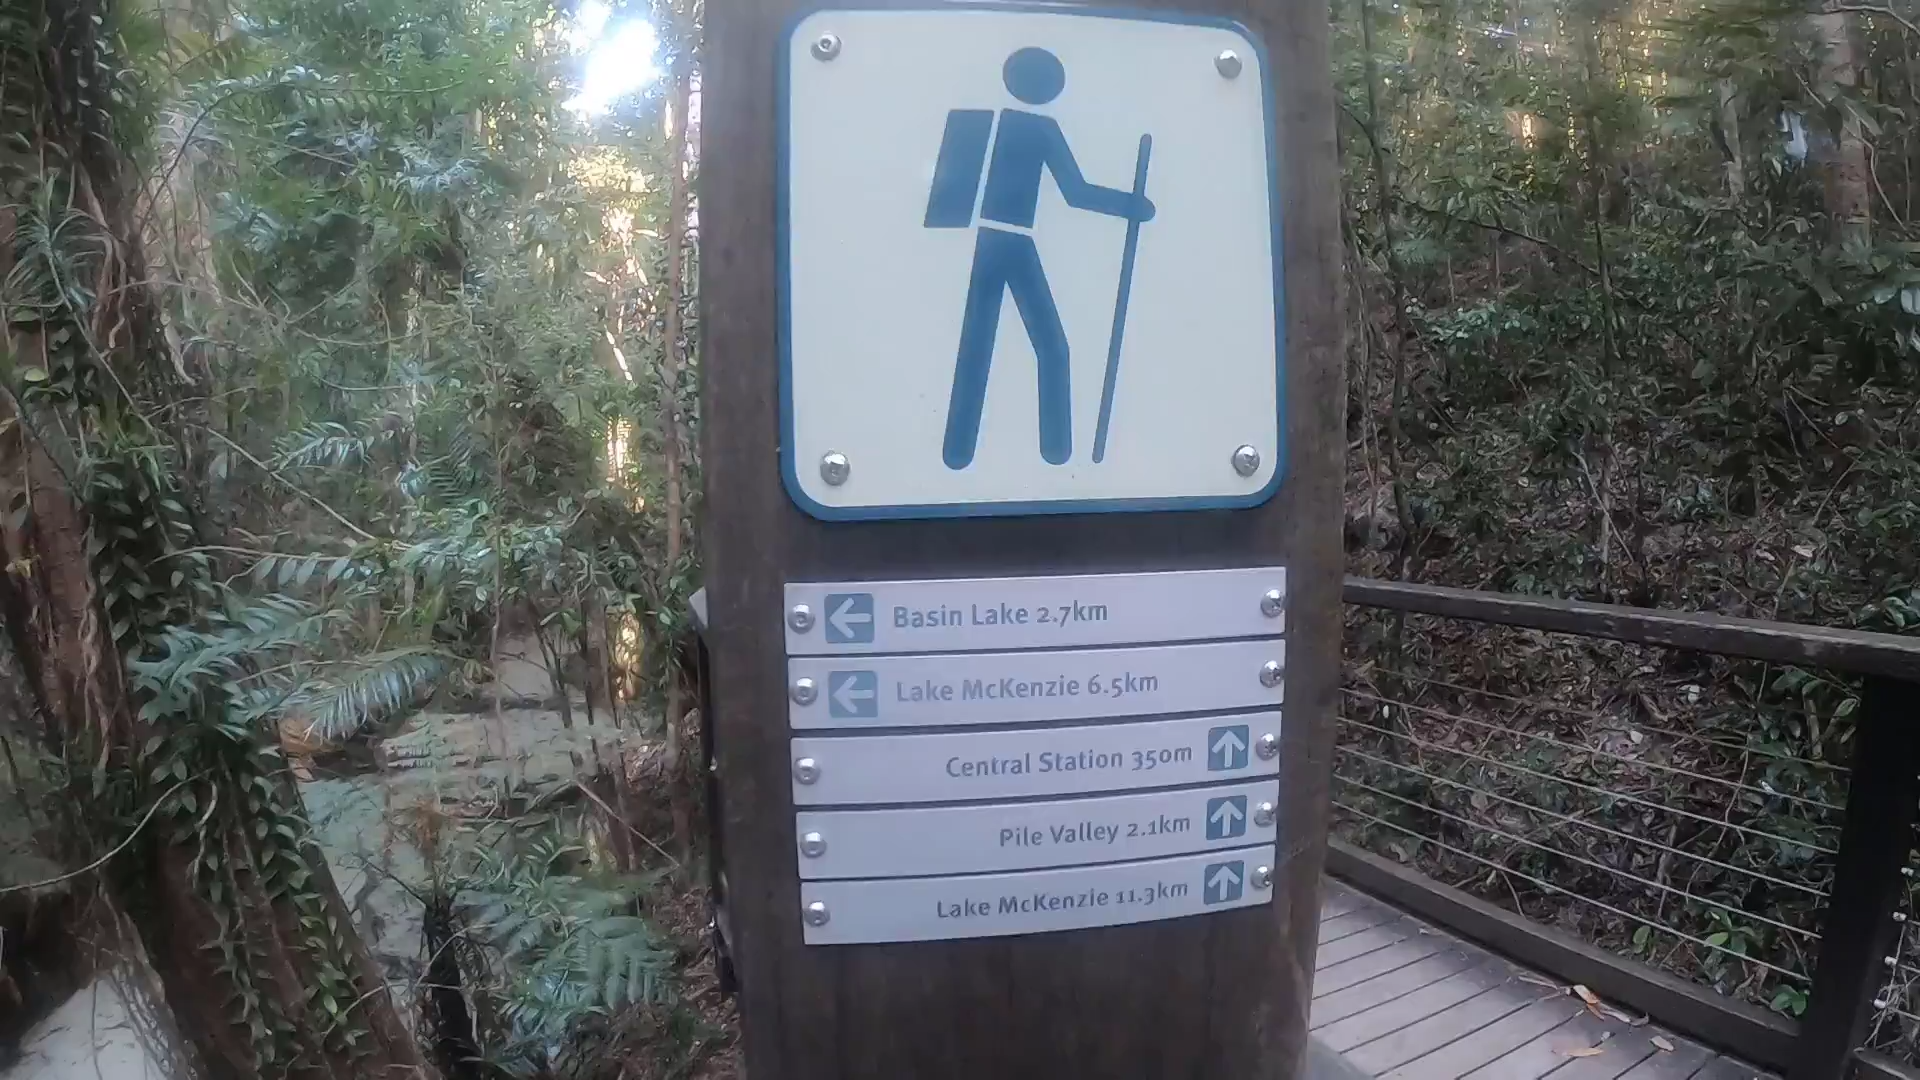 Basin Lake 2.7km
Lake McKenzie 6.5km
Central Station 350m
Pile Valley 2.1km
Lake McKenzie 11.3km